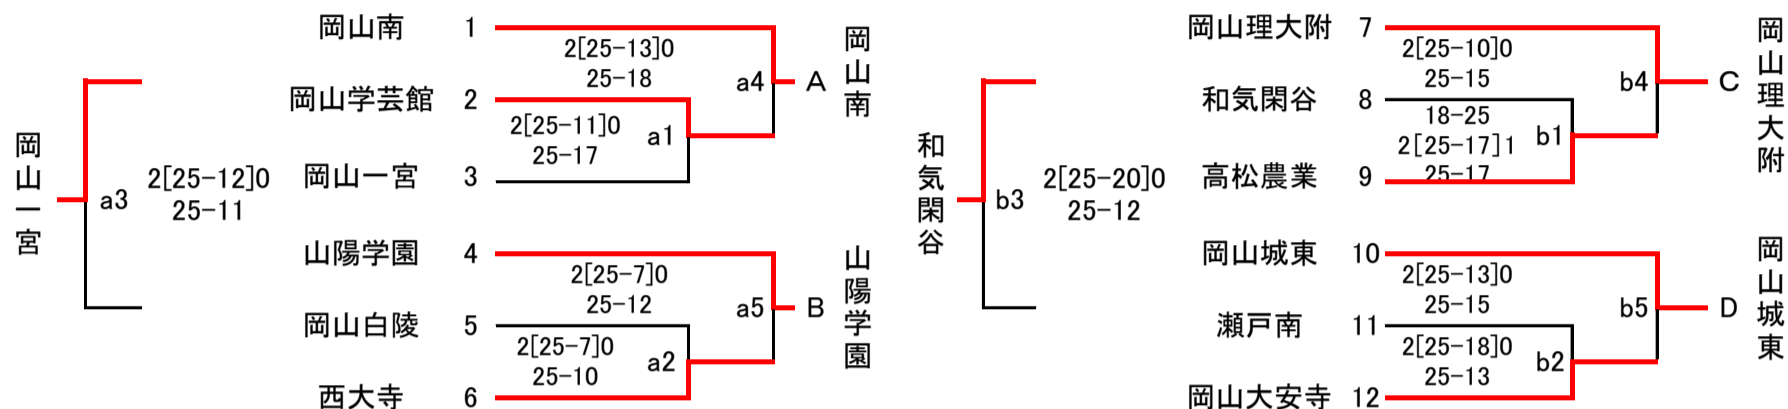 岡山南 1
2[25-13]0
25-18
a4
A
岡山南
岡山学芸館 2
2[25-11]0
25-17
a1
岡山一宮 3
岡山一宮
a3
2[25-12]0
25-11
山陽学園 4
2[25-7]0
25-12
a5
B
山陽学園
岡山白陵 5
2[25-7]0
25-10
a2
西大寺 6
岡山理大附 7
2[25-10]0
25-15
b4
C
岡山理大附
和気閑谷 8
18-25
2[25-17]1
25-17
b1
高松農業 9
和気閑谷
b3
2[25-20]0
25-12
岡山城東 10
2[25-13]0
25-15
b5
D
岡山城東
瀬戸南 11
2[25-18]0
25-13
b2
岡山大安寺 12